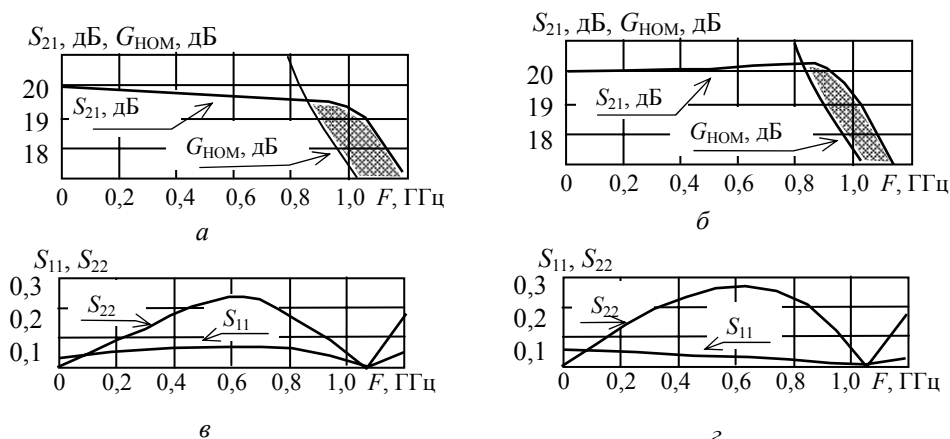 S21, дБ, GНОМ, дБ
20
19
18
S21, дБ
GНОМ, дБ
0 0,2 0,4 0,6 0,8 1,0 F, ГГц
а
S21, дБ, GНОМ, дБ
20
19
18
S21, дБ
GНОМ, дБ
0 0,2 0,4 0,6 0,8 1,0 F, ГГц
б
S11, S22
0,3
0,2
0,1
S22
S11
0 0,2 0,4 0,6 0,8 1,0 F, ГГц
в
S11, S22
0,3
0,2
0,1
S22
S11
0 0,2 0,4 0,6 0,8 1,0 F, ГГц
г